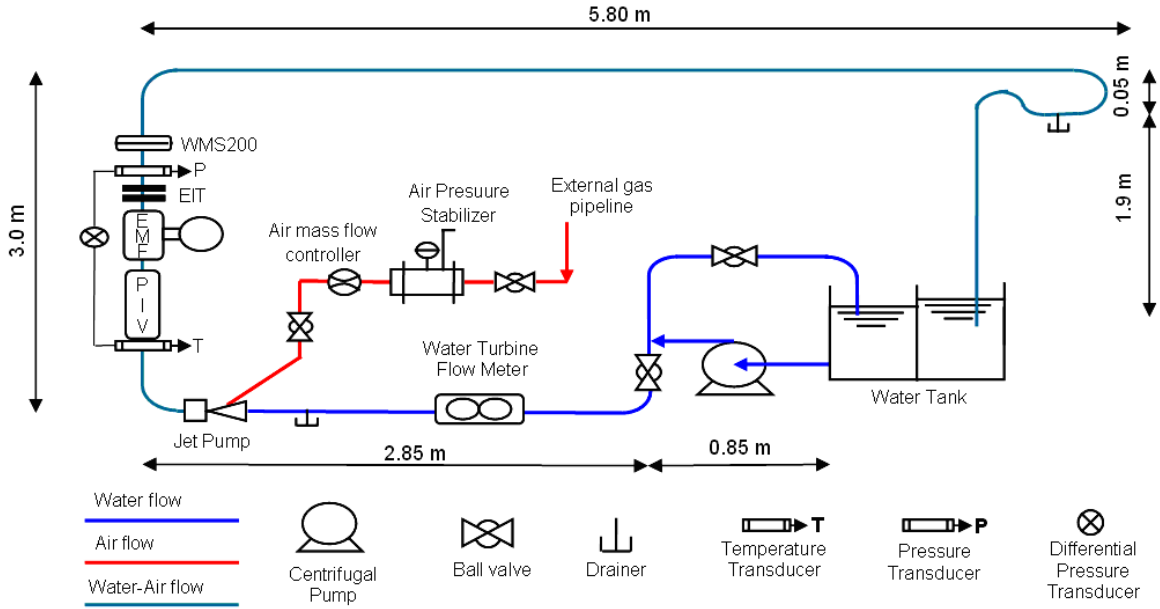 5.80 m
0.05 m
WMS200
P
EIT
Air Presuure
Stabilizer
External gas
pipeline
1.9 m
3.0 m
E
M
F
Air mass flow
controller
P
I
V
T
Water Turbine
Flow Meter
Water Tank
Jet Pump
2.85 m
0.85 m
Water flow
Air flow
Water-Air flow
Centrifugal
Pump
Ball valve
Drainer
T
Temperature
Transducer
P
Pressure
Transducer
Differential
Pressure
Transducer